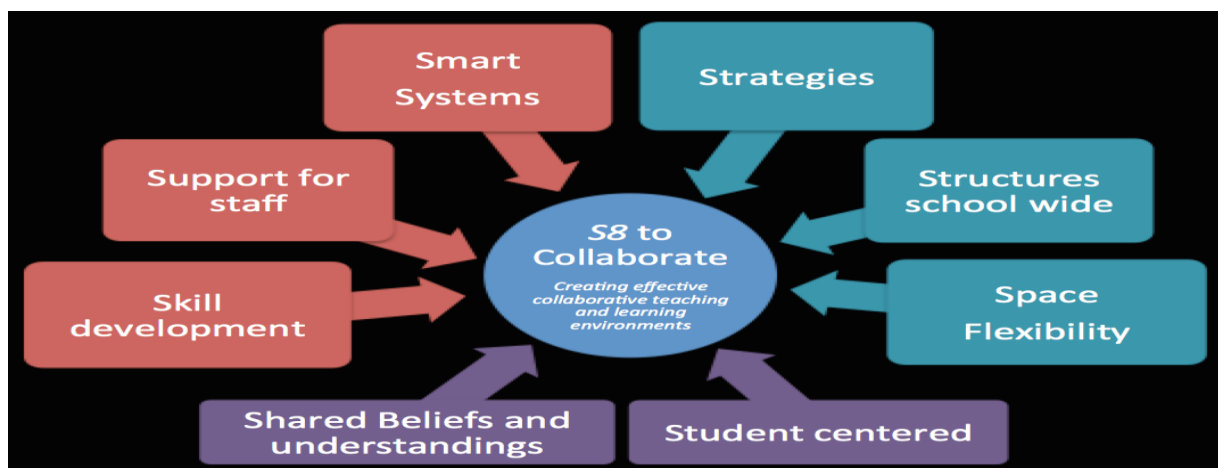 Smart
Systems
Strategies
Support for
staff
Structures
school wide
S8 to
Collaborate
Creating effective
collaborative teaching
and learning
environments
Skill
development
Space
Flexibility
Shared Beliefs and
understandings
Student centered